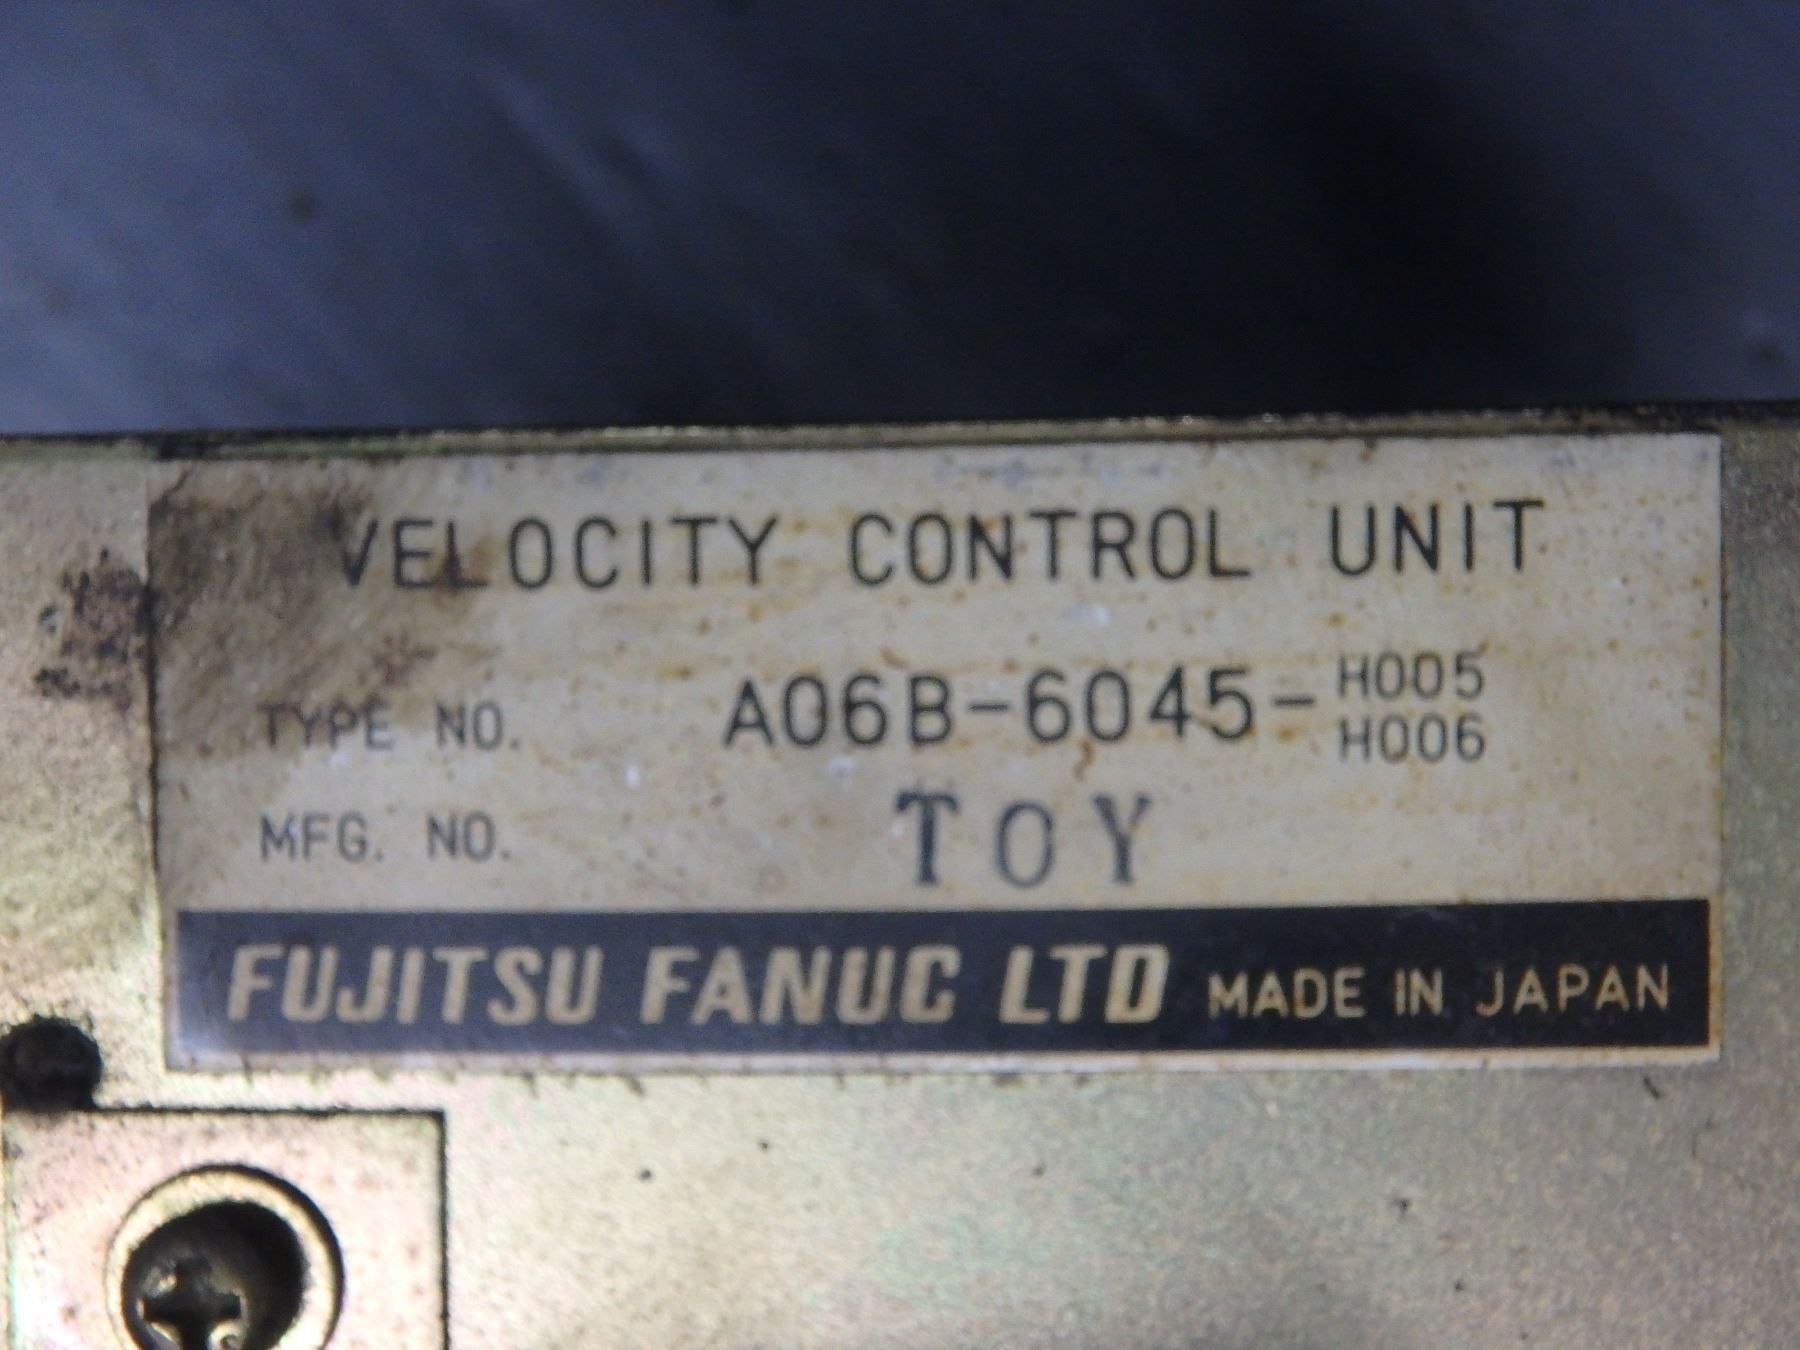 VELOCITY CONTROL UNIT
TYPE NO. A06B-6045-H005
H006
MFG. NO. TOY
FUJITSU FANUC LTD MADE IN JAPAN